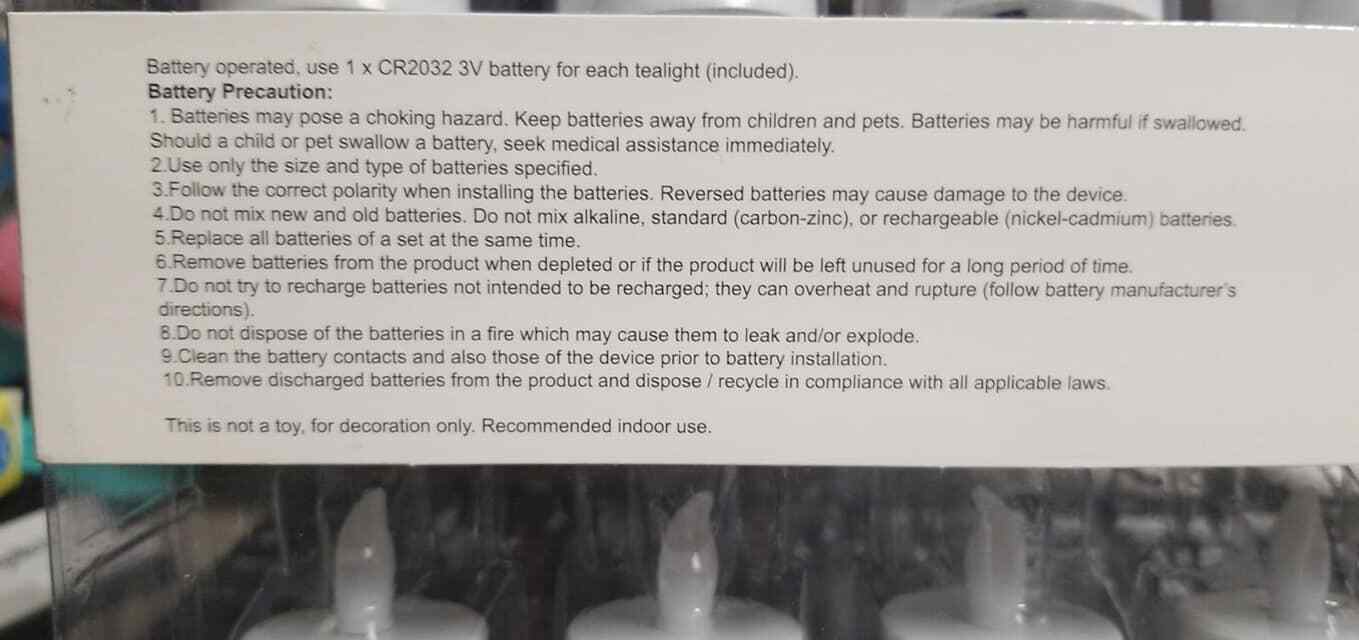 Battery operated, use 1 x CR2032 3V battery for each tealight (included).
Battery Precaution:
1. Batteries may pose a choking hazard. Keep batteries away from children and pets. Batteries may be harmful if swallowed.
Should a child or pet swallow a battery, seek medical assistance immediately.
2.Use only the size and type of batteries specified.
3.Follow the correct polarity when installing the batteries. Reversed batteries may cause damage to the device.
4.Do not mix new and old batteries. Do not mix alkaline, standard (carbon-zinc), or rechargeable (nickel-cadmium) batteries.
5.Replace all batteries of a set at the same time.
6.Remove batteries from the product when depleted or if the product will be left unused for a long period of time.
7.Do not try to recharge batteries not intended to be recharged; they can overheat and rupture (follow battery manufacturer's
directions).
8.Do not dispose of the batteries in a fire which may cause them to leak and/or explode.
9.Clean the battery contacts and also those of the device prior to battery installation.
10.Remove discharged batteries from the product and dispose / recycle in compliance with all applicable laws.
This is not a toy, for decoration only. Recommended indoor use.